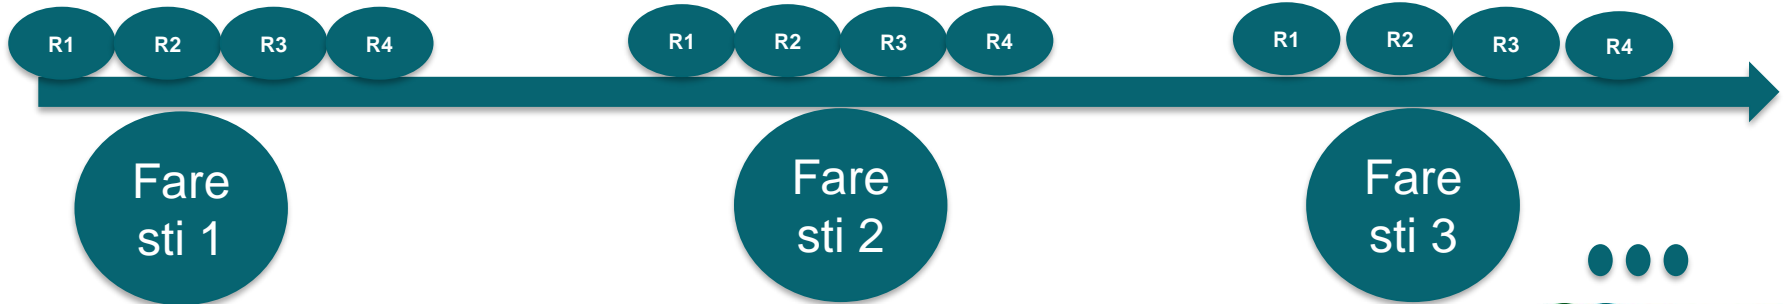 R1 R2 R3 R4 R1 R2 R3 R4 R1 R2 R3 R4
Fare
sti 1
Fare
sti 2
Fare
sti 3